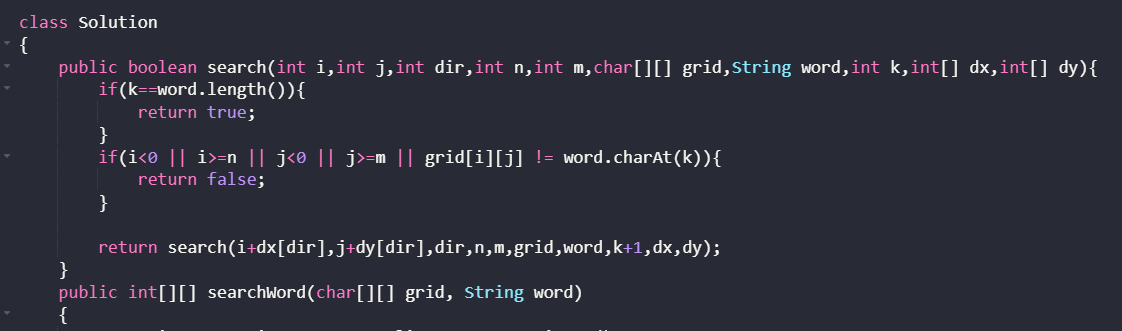 class Solution
{
    public boolean search(int i,int j,int dir,int n,int m,char[][] grid,String word,int k,int[] dx,int[] dy){
        if(k==word.length()){
            return true;
        }
        if(i<0 || i>=n || j<0 || j>=m || grid[i][j] != word.charAt(k)){
            return false;
        }
        return search(i+dx[dir],j+dy[dir],dir,n,m,grid,word,k+1,dx,dy);
    }
    public int[][] searchWord(char[][] grid, String word)
    {